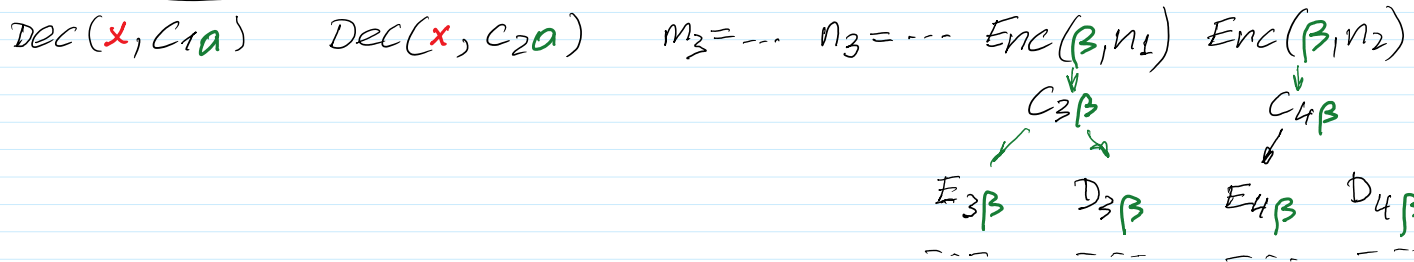 Dec(x, C1a) Dec(x, C2a) m3=--- n3=--- Enc(β,n1) Enc(β,n2)
C3β C4β
E3β D3β E4β D4β
--- --- --- --